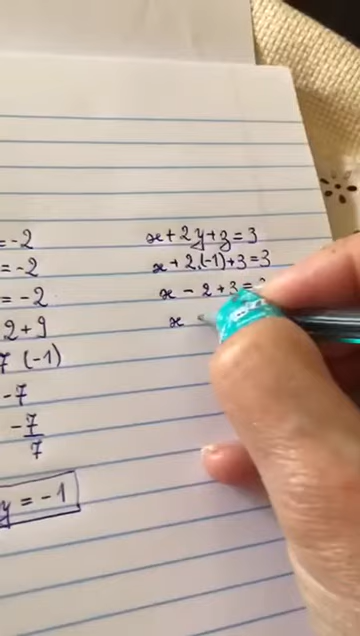 = -2
= -2
= -2
2 + 9
7 (-1)
-7
-7
7
y = -1
x + 2y + z = 3
x + 2.(-1) + 3 = 3
x - 2 + 3 =
x